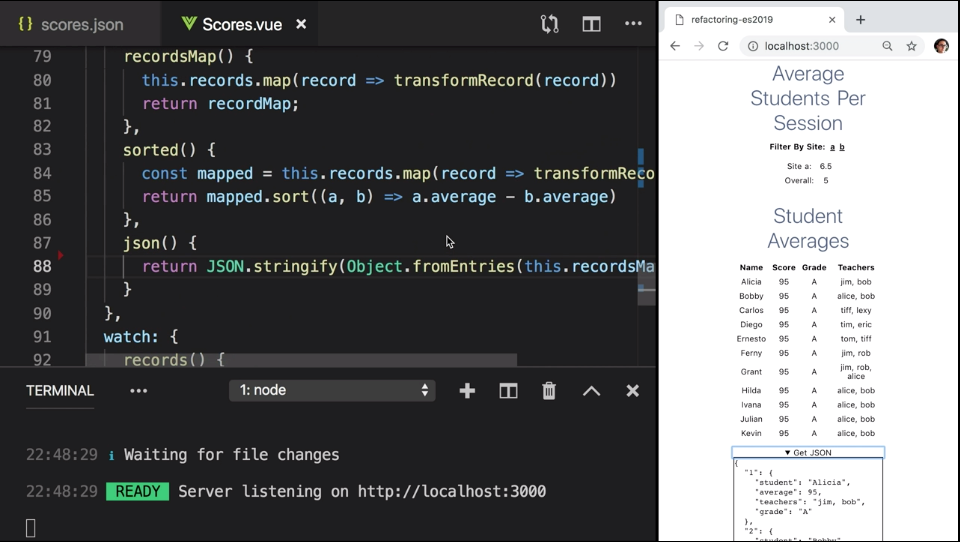 {} scores.json
Scores.vue ×
79 recordsMap() {
80 this.records.map(record => transformRecord(record))
81 return recordMap;
82 },
83 sorted() {
84 const mapped = this.records.map(record => transformReco
85 return mapped.sort((a, b) => a.average - b.average)
86 },
87 json() {
88 return JSON.stringify(Object.fromEntries(this.recordsMa
89 }
90 },
91 watch: {
92 records() {
TERMINAL
1: node
22:48:29 i Waiting for file changes
22:48:29 READY Server listening on http://localhost:3000
refactoring-es2019
localhost:3000
Average
Students Per
Session
Filter By Site: a b
Site a: 6.5
Overall: 5
Student
Averages
Name Score Grade Teachers
Alicia 95 A jim, bob
Bobby 95 A alice, bob
Carlos 95 A tiff, lexy
Diego 95 A tim, eric
Ernesto 95 A tom, tiff
Ferny 95 A jim, rob
Grant 95 A jim, rob,
alice
Hilda 95 A alice, bob
Ivana 95 A alice, bob
Julian 95 A alice, bob
Kevin 95 A alice, bob
▼ Get JSON
{
"1": {
"student": "Alicia",
"average": 95,
"teachers": "jim, bob",
"grade": "A"
},
"2": {
"student": "Bobby"